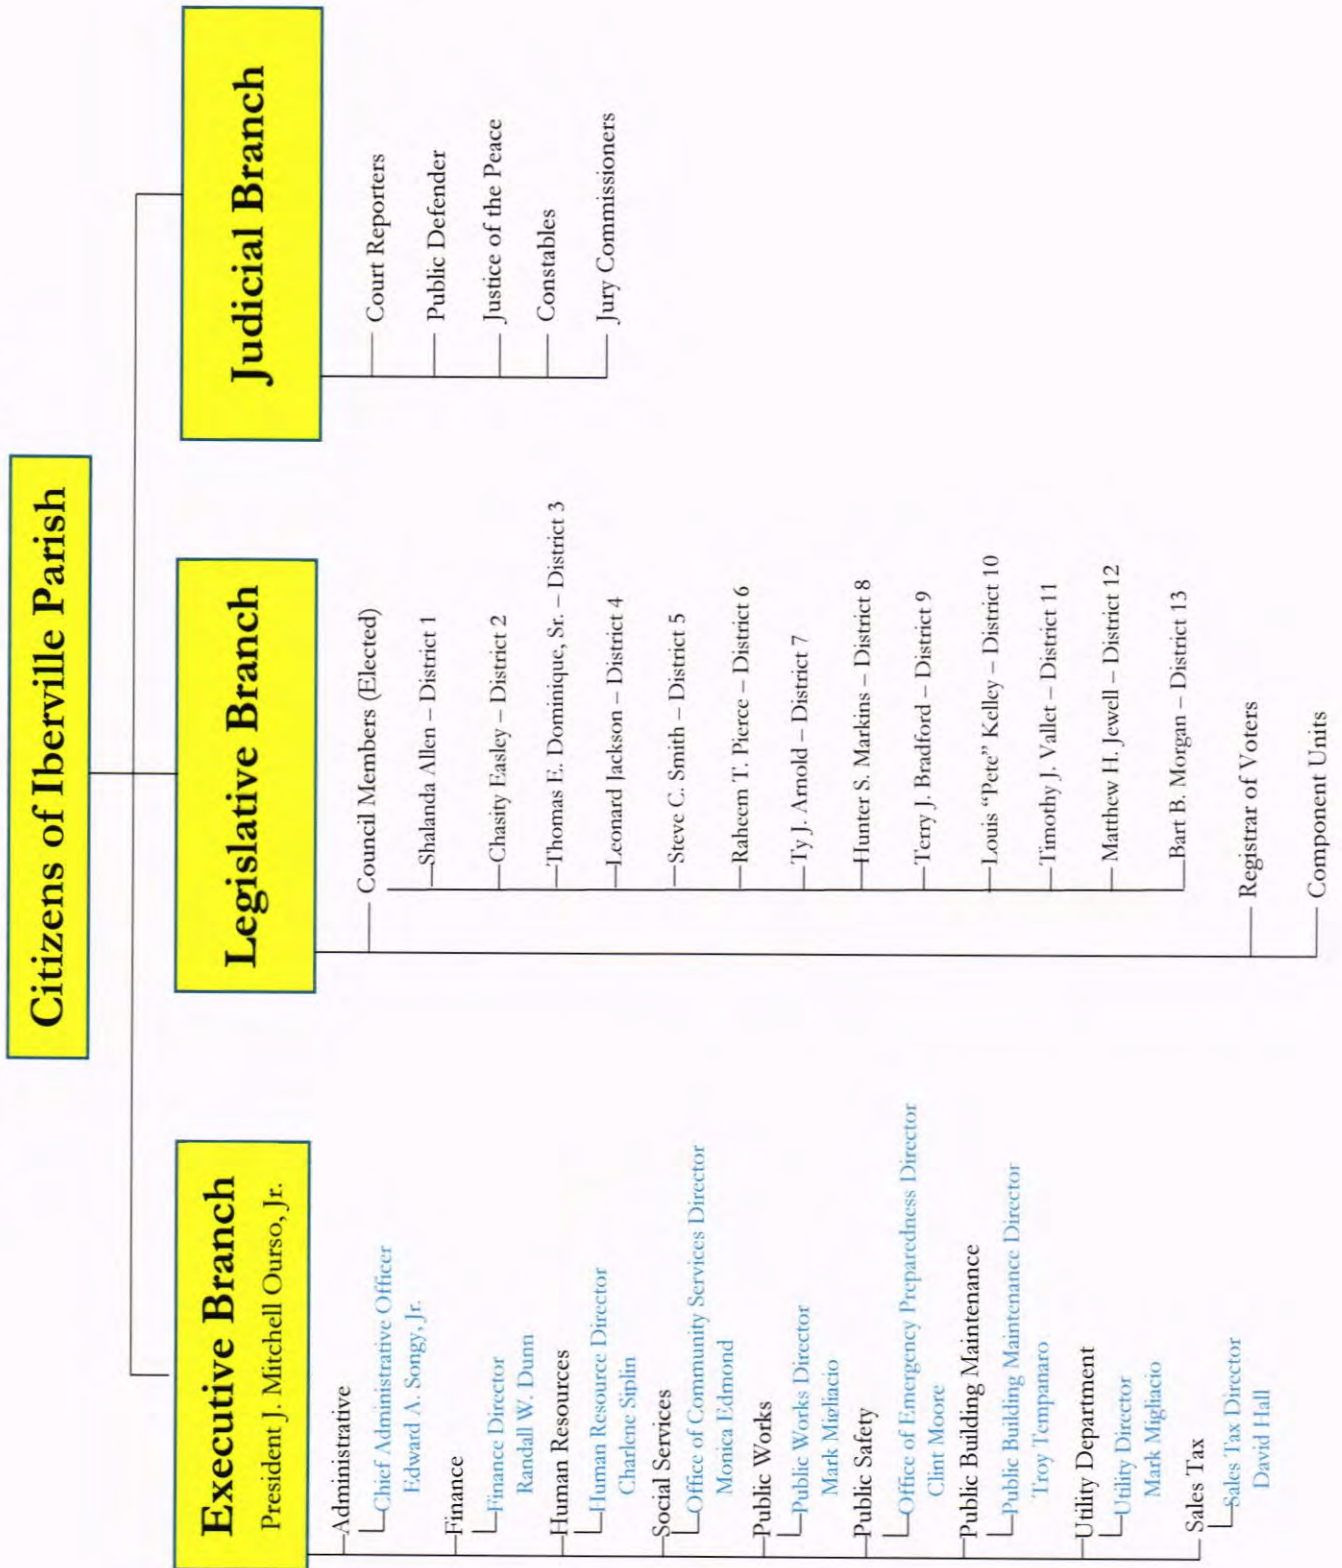 Citizens of Iberville Parish
Executive Branch
President J. Mitchell Ourso, Jr.
Administrative
Chief Administrative Officer
Edward A. Songy, Jr.
Finance
Finance Director
Randall W. Dunn
Human Resources
Human Resource Director
Charlene Siplin
Social Services
Office of Community Services Director
Monica Edmond
Public Works
Public Works Director
Mark Migliacio
Public Safety
Office of Emergency Preparedness Director
Clint Moore
Public Building Maintenance
Public Building Maintenance Director
Troy Tempanaro
Utility Department
Utility Director
Mark Migliacio
Sales Tax
Sales Tax Director
David Hall
Legislative Branch
Council Members (Elected)
Shalanda Allen – District 1
Chasity Easley – District 2
Thomas E. Dominique, Sr. – District 3
Leonard Jackson – District 4
Steve C. Smith – District 5
Raheem T. Pierce – District 6
Ty J. Arnold – District 7
Hunter S. Markins – District 8
Terry J. Bradford – District 9
Louis “Pete” Kelley – District 10
Timothy J. Vallet – District 11
Matthew H. Jewell – District 12
Bart B. Morgan – District 13
Registrar of Voters
Component Units
Judicial Branch
Court Reporters
Public Defender
Justice of the Peace
Constables
Jury Commissioners